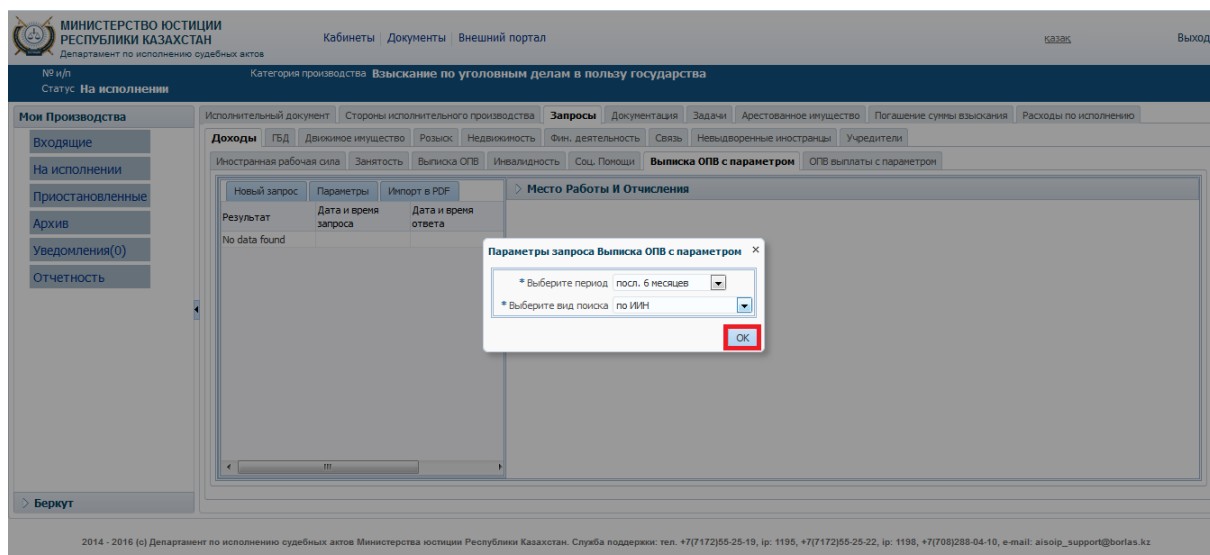 МИНИСТЕРСТВО ЮСТИЦИИ
РЕСПУБЛИКИ КАЗАХСТАН
Департамент по исполнению судебных актов
Кабинеты Документы Внешний портал
казақ
Выход
№ и/п
Категория производства Взыскание по уголовным делам в пользу государства
Статус На исполнении
Мои Производства
Входящие
На исполнении
Приостановленные
Архив
Уведомления(0)
Отчетность
Беркут
Исполнительный документ Стороны исполнительного производства Запросы Документация Задачи Арестованное имущество Погашение суммы взыскания Расходы по исполнению
Доходы ГБД Движимое имущество Розыск Недвижимость Фин. деятельность Связь Невыдворенные иностранцы Учредители
Иностранная рабочая сила Занятость Выписка ОПВ Инвалидность Соц. Помощи Выписка ОПВ с параметром ОПВ выплаты с параметром
Новый запрос Параметры Импорт в PDF
Место Работы И Отчисления
Результат Дата и время запроса Дата и время ответа
No data found
Параметры запроса Выписка ОПВ с параметром
* Выберите период посл. 6 месяцев
* Выберите вид поиска по ИИН
OK
2014 - 2016 (c) Департамент по исполнению судебных актов Министерства юстиции Республики Казахстан. Служба поддержки: тел. +7(7172)55-25-19, ip: 1195, +7(7172)55-25-22, ip: 1198, +7(708)288-04-10, e-mail: aisoip_support@borlas.kz